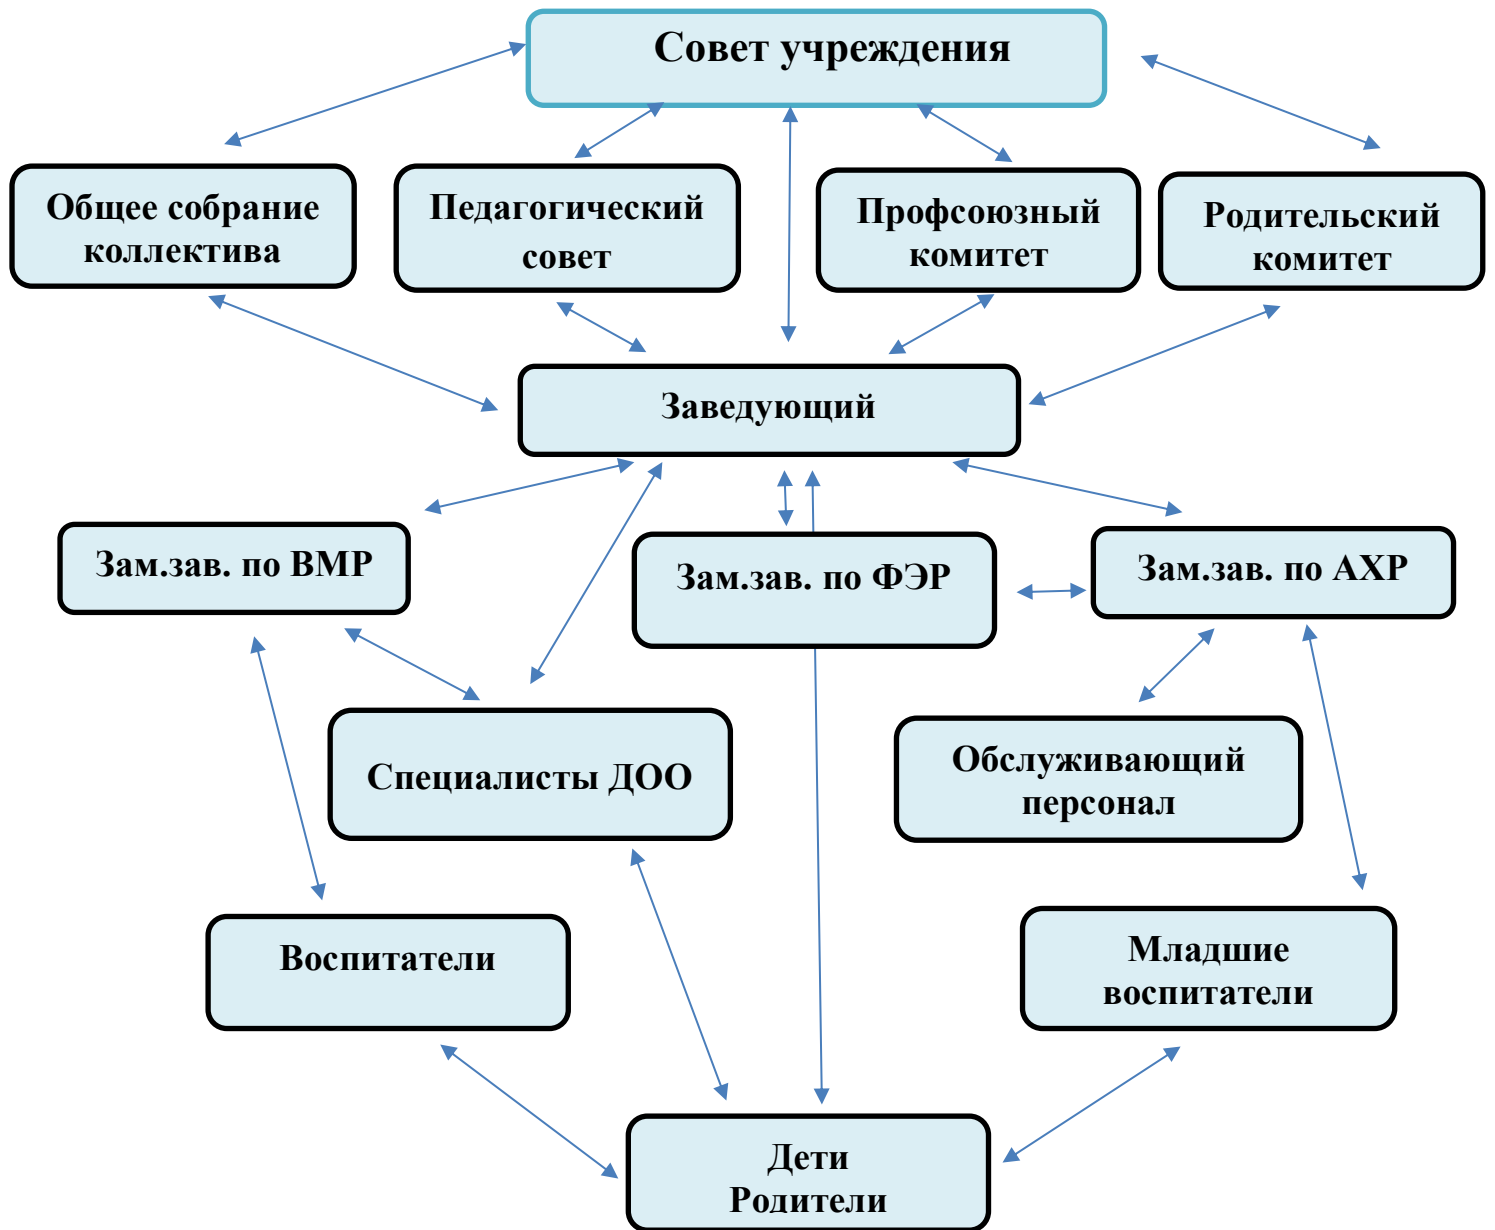 Совет учреждения
Общее собрание
коллектива
Педагогический
совет
Профсоюзный
комитет
Родительский
комитет
Заведующий
Зам.зав. по ВМР
Зам.зав. по ФЭР
Зам.зав. по АХР
Специалисты ДОО
Обслуживающий
персонал
Воспитатели
Младшие
воспитатели
Дети
Родители